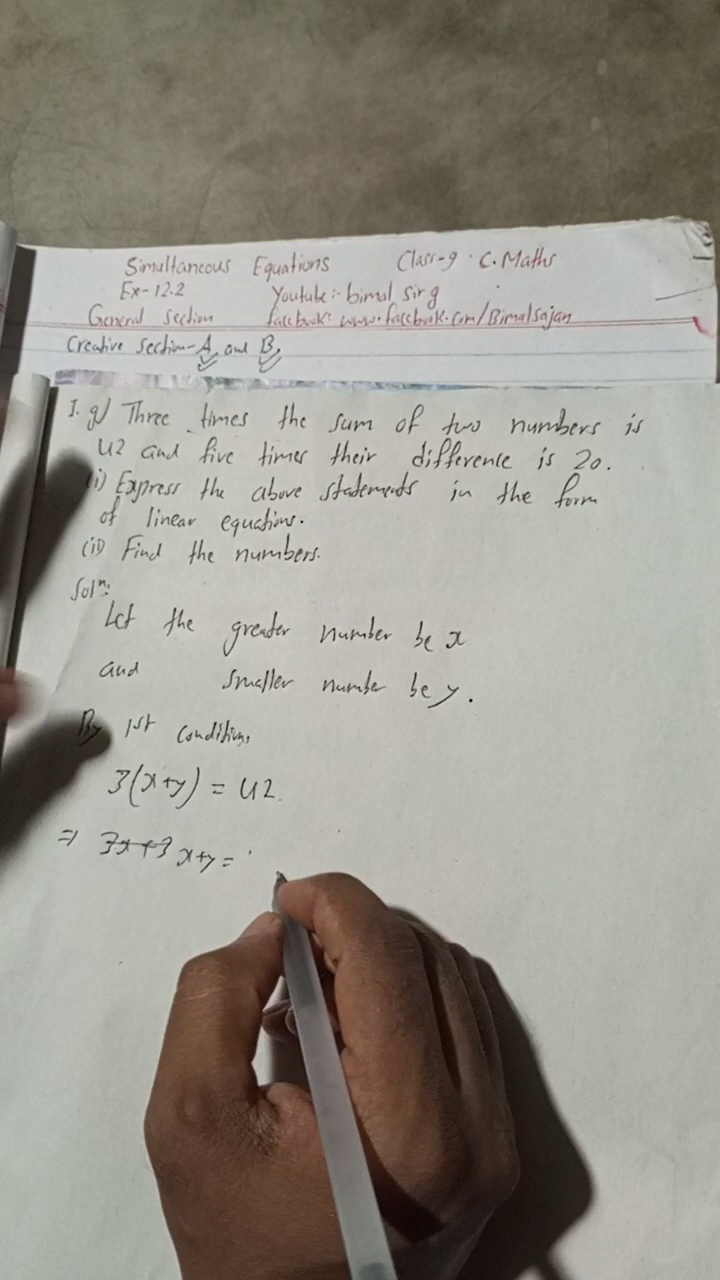 Simultaneous Equations Class-9 C. Maths
Ex-12.2 Youtube:- bimal sir g
General section facebook: www.facebook.com/Bimalsajan
Creative section-A and B,
1. g) Three times the sum of two numbers is
42 and five times their difference is 20.
(i) Express the above statements in the form
of linear equations.
(ii) Find the numbers.
Solⁿ:
Let the greater number be x
and smaller number be y.
By 1st condition,
3(x+y) = 42.
⇒ 3x+3 x+y =